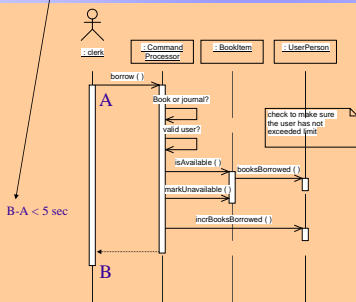 : clerk
: Command
Processor
: BookItem
: UserPerson
borrow ( )
A
Book or journal?
check to make sure
the user has not
exceeded limit
valid user?
isAvailable ( )
booksBorrowed ( )
markUnavailable ( )
B-A < 5 sec
incrBooksBorrowed ( )
B